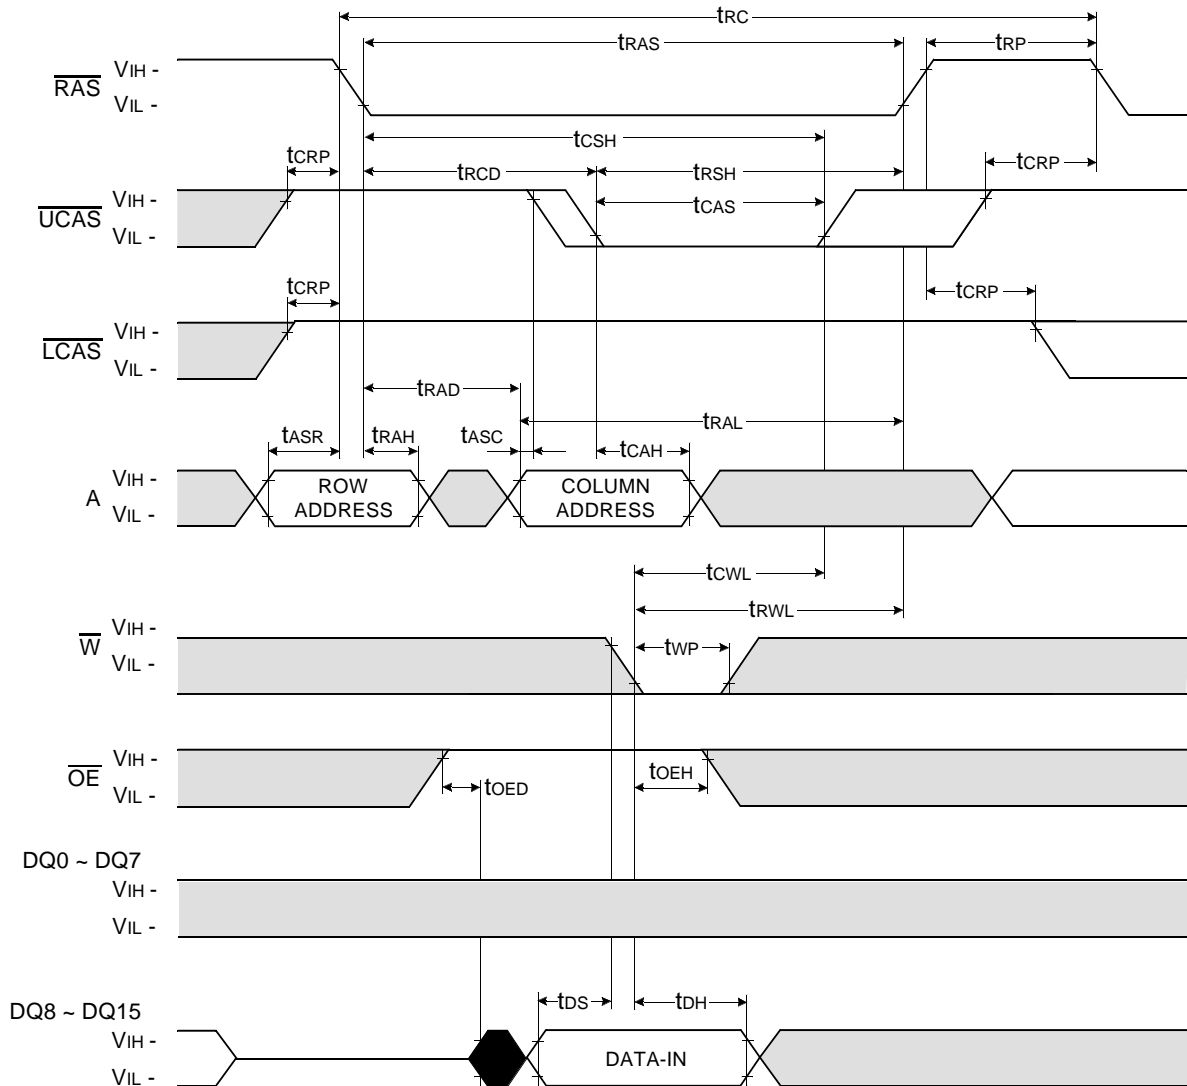 tRC
tRAS
tRP
RAS
VIH -
VIL -
tCSH
tCRP
tRCD
tRSH
tCRP
UCAS
VIH -
VIL -
tCAS
tCRP
tCRP
LCAS
VIH -
VIL -
tRAD
tRAL
tASR
tRAH
tASC
tCAH
A
VIH -
VIL -
ROW
ADDRESS
COLUMN
ADDRESS
tCWL
tRWL
W
VIH -
VIL -
tWP
OE
VIH -
VIL -
tOED
tOEH
DQ0 ~ DQ7
VIH -
VIL -
DQ8 ~ DQ15
VIH -
VIL -
tDS
tDH
DATA-IN